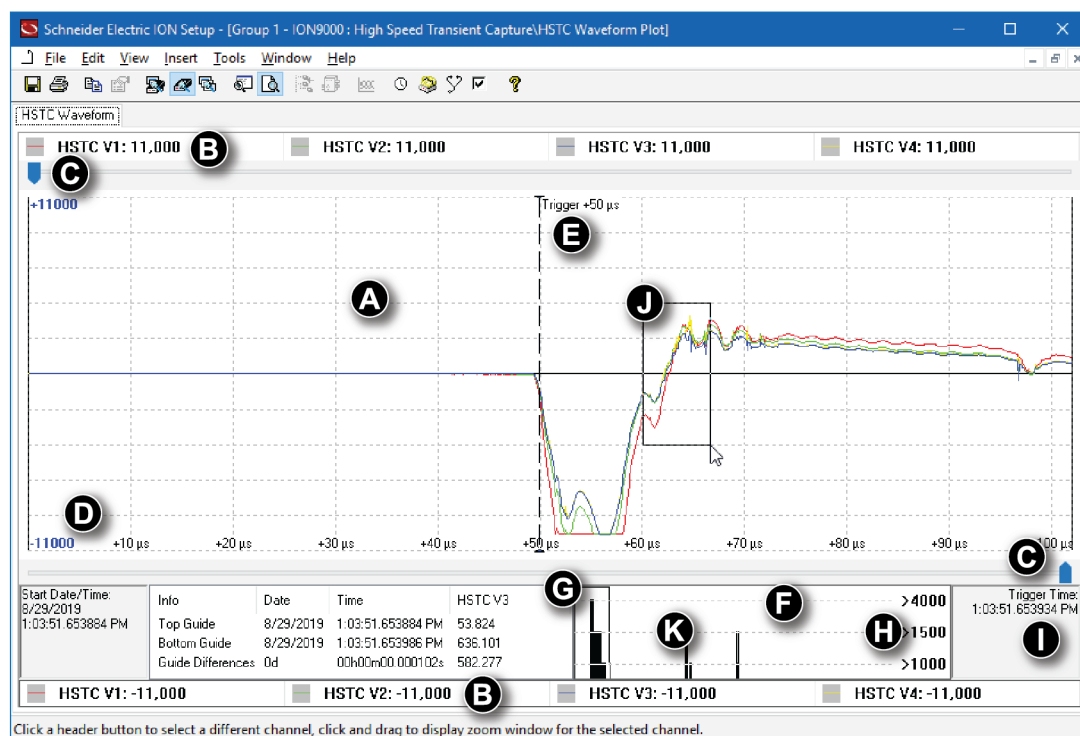 Schneider Electric ION Setup - [Group 1 - ION9000 : High Speed Transient Capture\HSTC Waveform Plot]
File Edit View Insert Tools Window Help
HSTC Waveform
HSTC V1: 11,000 B HSTC V2: 11,000 HSTC V3: 11,000 HSTC V4: 11,000
C
+11000 Trigger +50 µs
E
A
J
D
-11000 +10 µs +20 µs +30 µs +40 µs +50 µs +60 µs +70 µs +80 µs +90 µs +100 µs
C
Start Date/Time:
8/29/2019
1:03:51.653884 PM
Info Date Time HSTC V3
Top Guide 8/29/2019 1:03:51.653884 PM 53.824
Bottom Guide 8/29/2019 1:03:51.653986 PM 636.101
Guide Differences 0d 00h00m00.000102s 582.277
G
F
K
H
>4000
>1500
>1000
Trigger Time:
1:03:51.653934 PM
I
HSTC V1: -11,000 HSTC V2: -11,000 B HSTC V3: -11,000 HSTC V4: -11,000
Click a header button to select a different channel, click and drag to display zoom window for the selected channel.